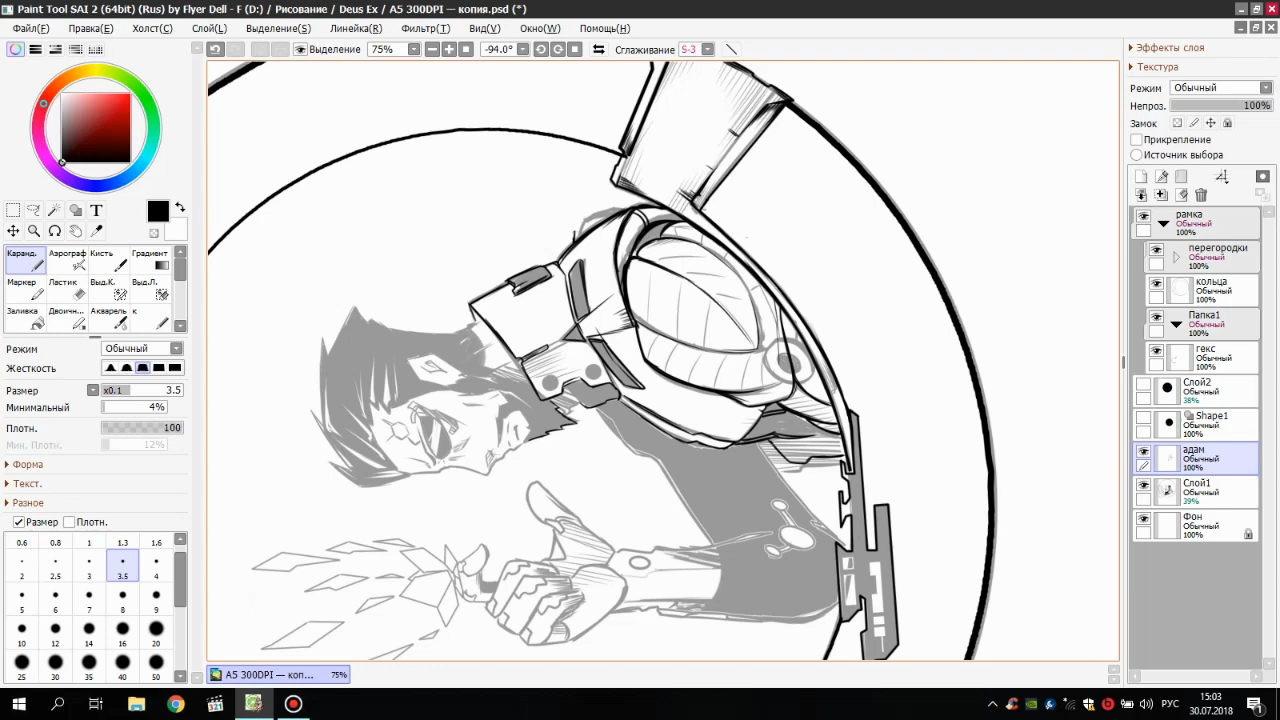 Paint Tool SAI 2 (64bit) (Rus) by Flyer Dell - F (D:) / Рисование / Deus Ex / A5 300DPI — копия.psd (*)
Файл(F) Правка(E) Холст(C) Слой(L) Выделение(S) Линейка(R) Фильтр(T) Вид(V) Окно(W) Помощь(H)
Выделение 75% -94.0° Сглаживание S-3
T
Каранд. Аэрограф Кисть Градиент
Маркер Ластик Выд.К. Выд.Л.
Заливка Двоичн... Акварель к
Режим Обычный
Жесткость
Размер x0.1 3.5
Минимальный 4%
Плотн. 100
Мин. Плотн. 12%
Форма
Текст.
Разное
Размер Плотн.
0.6 0.8 1 1.3 1.6
2 2.5 3 3.5 4
5 6 7 8 9
10 12 14 16 20
25 30 35 40 50
A5 300DPI — коп... 75%
Эффекты слоя
Текстура
Режим Обычный
Непроз. 100%
Замок
Прикрепление
Источник выбора
рамка
Обычный
100%
перегородки
Обычный
100%
кольца
Обычный
100%
Папка1
Обычный
100%
гекс
Обычный
100%
Слой2
Обычный
38%
Shape1
Обычный
100%
адам
Обычный
100%
Слой1
Обычный
39%
Фон
Обычный
100%
РУС
15:03
30.07.2018